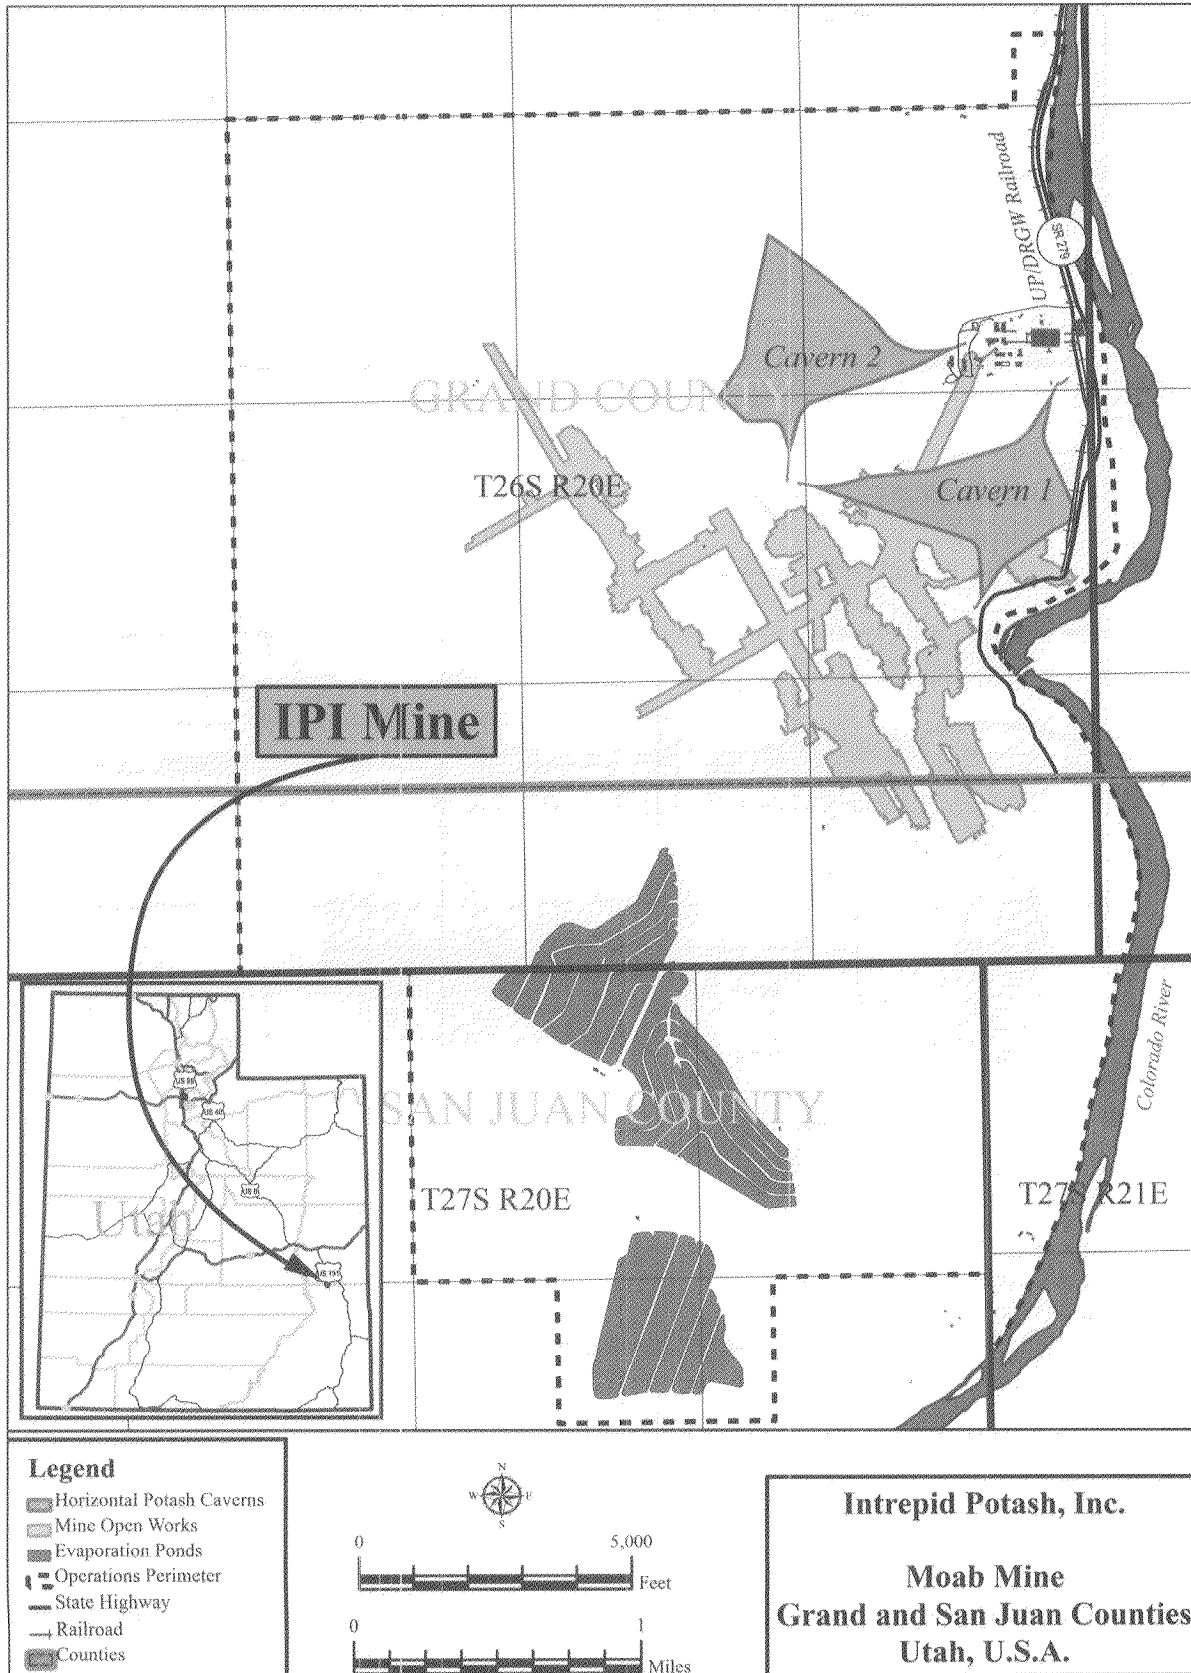 UP/DRGW Railroad
SR 279
Cavern 2
GRAND COUNTY
T26S R20E
Cavern 1
IPI Mine
Colorado River
SAN JUAN COUNTY
T27S R20E
T27S R21E
US 40
US 6
US 191
Utah
Legend
Horizontal Potash Caverns
Mine Open Works
Evaporation Ponds
Operations Perimeter
State Highway
Railroad
Counties
N
W E
S
0 5,000
Feet
0 1
Miles
Intrepid Potash, Inc.
Moab Mine
Grand and San Juan Counties
Utah, U.S.A.